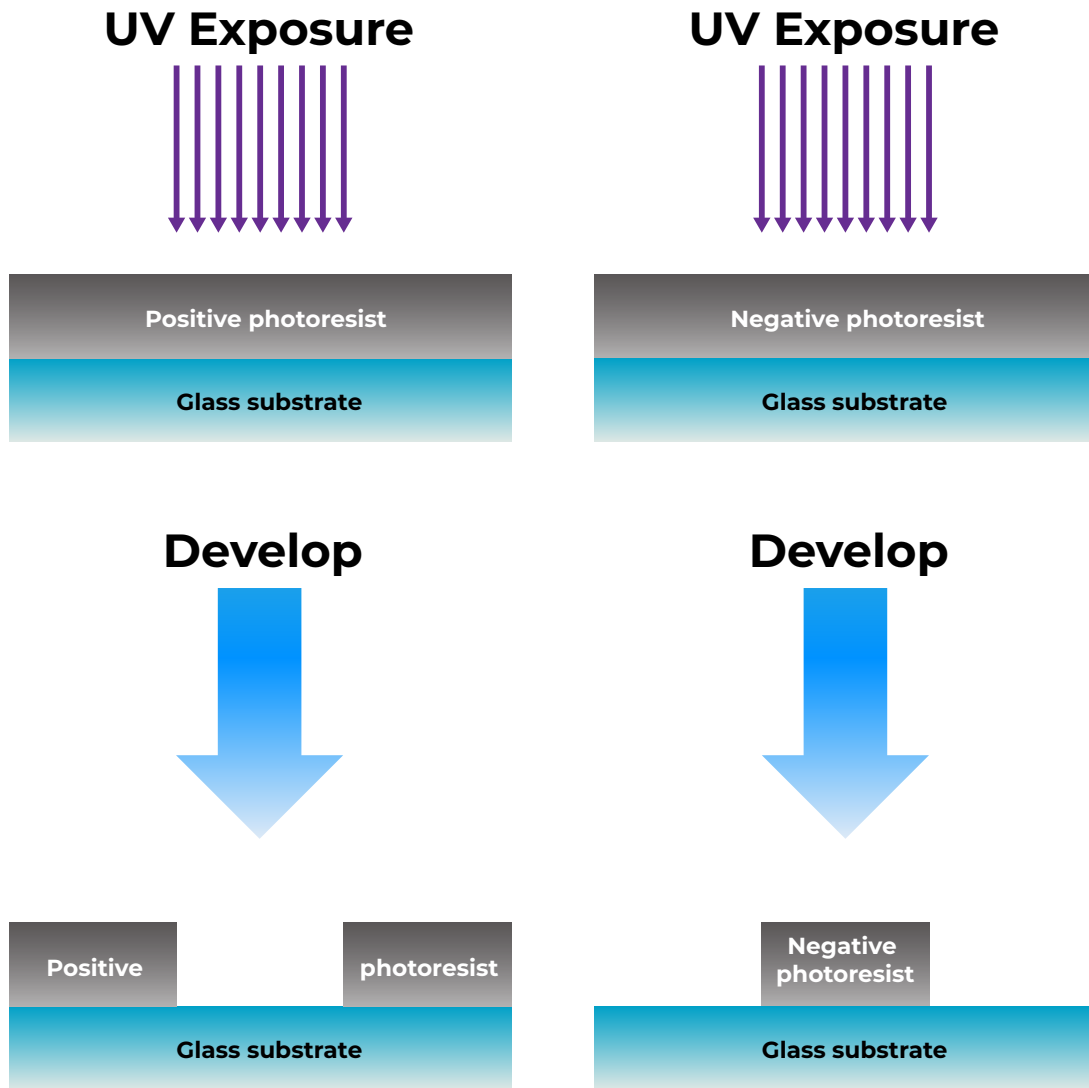 UV Exposure
UV Exposure
Positive photoresist
Negative photoresist
Glass substrate
Glass substrate
Develop
Develop
Positive
photoresist
Negative
photoresist
Glass substrate
Glass substrate